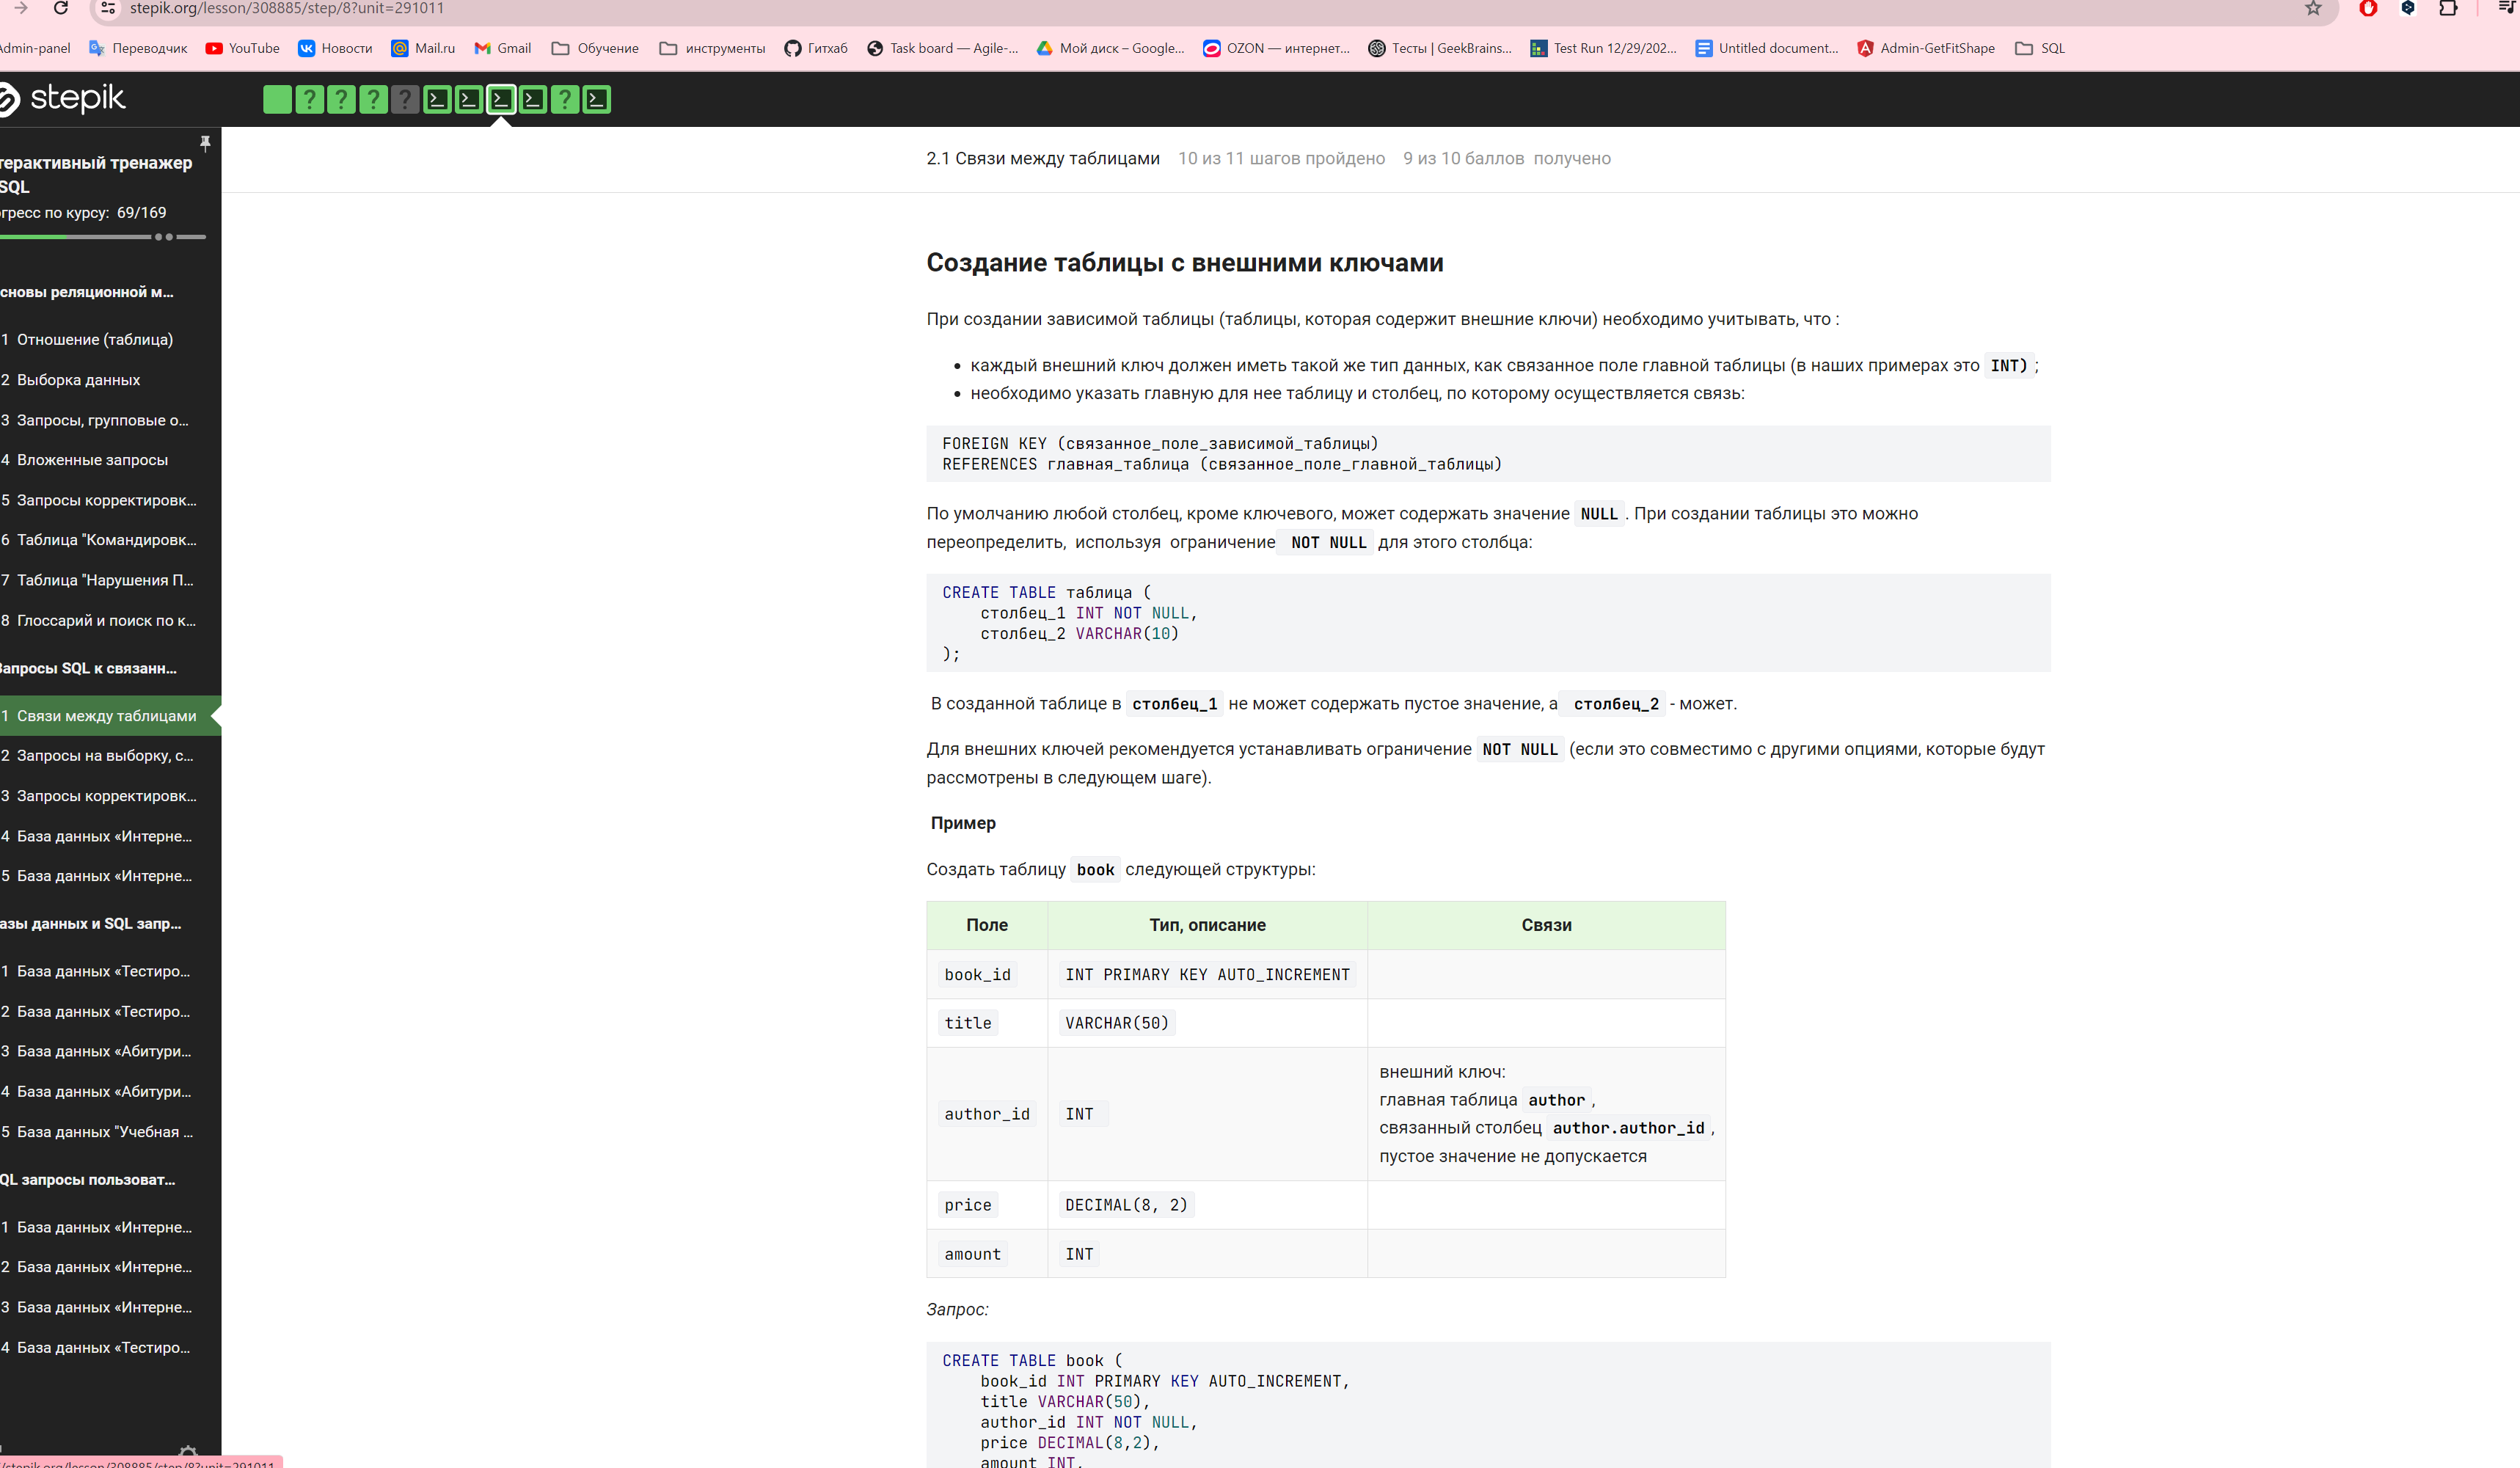 stepik.org/lesson/308885/step/8?unit=291011
Admin-panel Переводчик YouTube Новости Mail.ru Gmail Обучение инструменты Гитхаб Task board — Agile-... Мой диск – Google... OZON — интернет... Тесты | GeekBrains... Test Run 12/29/202... Untitled document... Admin-GetFitShape SQL
stepik
терактивный тренажер
SQL
огресс по курсу: 69/169
сновы реляционной м...
1 Отношение (таблица)
2 Выборка данных
3 Запросы, групповые о...
4 Вложенные запросы
5 Запросы корректировк...
6 Таблица "Командировк...
7 Таблица "Нарушения П...
8 Глоссарий и поиск по к...
Запросы SQL к связанн...
1 Связи между таблицами
2 Запросы на выборку, с...
3 Запросы корректировк...
4 База данных «Интерне...
5 База данных «Интерне...
азы данных и SQL запр...
1 База данных «Тестиро...
2 База данных «Тестиро...
3 База данных «Абитури...
4 База данных «Абитури...
5 База данных "Учебная ...
QL запросы пользоват...
1 База данных «Интерне...
2 База данных «Интерне...
3 База данных «Интерне...
4 База данных «Тестиро...
/stepik.org/lesson/308885/step/8?unit=291011
2.1 Связи между таблицами 10 из 11 шагов пройдено 9 из 10 баллов получено
Создание таблицы с внешними ключами
При создании зависимой таблицы (таблицы, которая содержит внешние ключи) необходимо учитывать, что :
• каждый внешний ключ должен иметь такой же тип данных, как связанное поле главной таблицы (в наших примерах это INT) ;
• необходимо указать главную для нее таблицу и столбец, по которому осуществляется связь:
FOREIGN KEY (связанное_поле_зависимой_таблицы)
REFERENCES главная_таблица (связанное_поле_главной_таблицы)
По умолчанию любой столбец, кроме ключевого, может содержать значение NULL . При создании таблицы это можно
переопределить, используя ограничение NOT NULL для этого столбца:
CREATE TABLE таблица (
столбец_1 INT NOT NULL,
столбец_2 VARCHAR(10)
);
В созданной таблице в столбец_1 не может содержать пустое значение, а столбец_2 - может.
Для внешних ключей рекомендуется устанавливать ограничение NOT NULL (если это совместимо с другими опциями, которые будут
рассмотрены в следующем шаге).
Пример
Создать таблицу book следующей структуры:
Поле Тип, описание Связи
book_id INT PRIMARY KEY AUTO_INCREMENT
title VARCHAR(50)
author_id INT внешний ключ:
главная таблица author ,
связанный столбец author.author_id ,
пустое значение не допускается
price DECIMAL(8, 2)
amount INT
Запрос:
CREATE TABLE book (
book_id INT PRIMARY KEY AUTO_INCREMENT,
title VARCHAR(50),
author_id INT NOT NULL,
price DECIMAL(8,2),
amount INT,